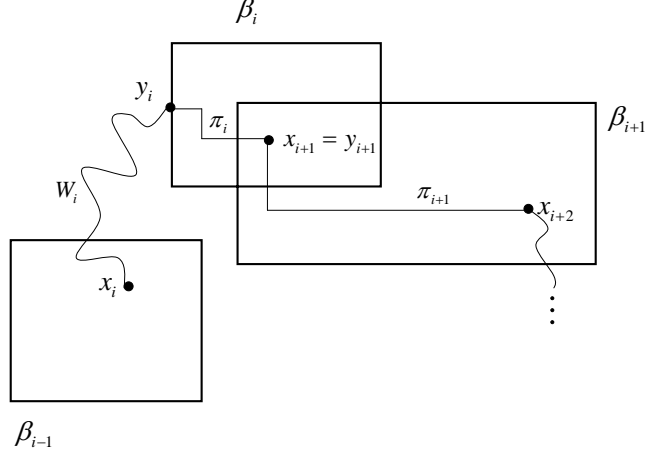 β_i
y_i
π_i
x_{i+1} = y_{i+1}
β_{i+1}
W_i
π_{i+1}
x_{i+2}
x_i
⋮
β_{i−1}